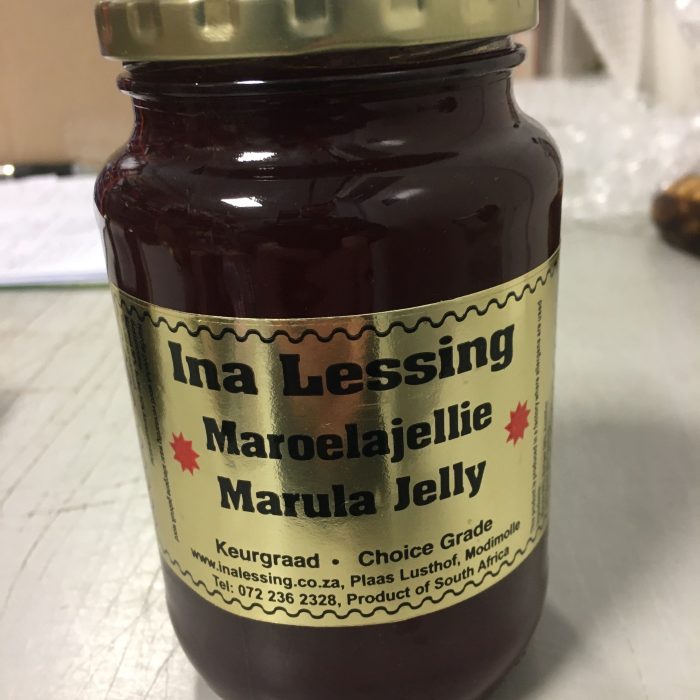 Ina Lessing
Maroelajellie
Marula Jelly
Keurgraad • Choice Grade
www.inalessing.co.za, Plaas Lusthof, Modimolle
Tel: 072 236 2328, Product of South Africa